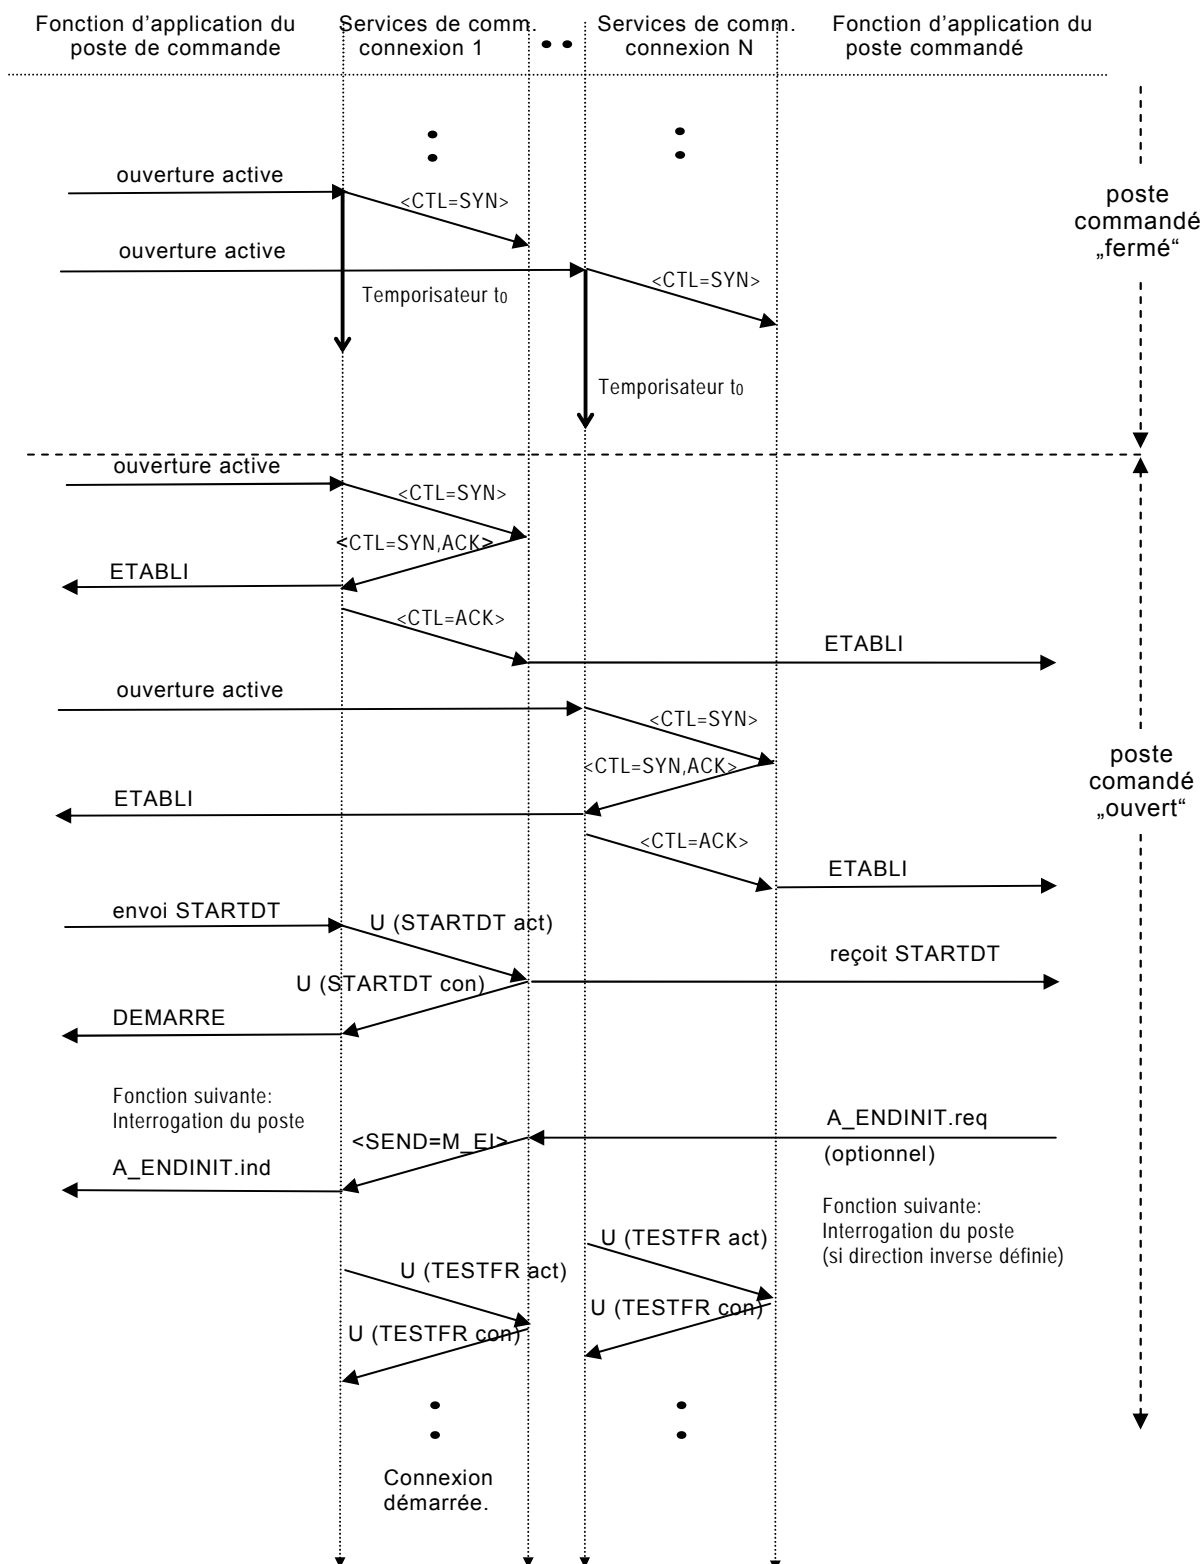 Fonction d'application du
poste de commande
Services de comm.
connexion 1
Services de comm.
connexion N
Fonction d'application du
poste commandé
ouverture active
<CTL=SYN>
poste
commandé
„fermé“
ouverture active
<CTL=SYN>
Temporisateur t0
Temporisateur t0
ouverture active
<CTL=SYN>
<CTL=SYN,ACK>
ETABLI
<CTL=ACK>
ETABLI
ouverture active
<CTL=SYN>
<CTL=SYN,ACK>
poste
comandé
„ouvert“
ETABLI
<CTL=ACK>
ETABLI
envoi STARTDT
U (STARTDT act)
reçoit STARTDT
U (STARTDT con)
DEMARRE
Fonction suivante:
Interrogation du poste
A_ENDINIT.req
<SEND=M_EI>
(optionnel)
A_ENDINIT.ind
Fonction suivante:
Interrogation du poste
(si direction inverse définie)
U (TESTFR act)
U (TESTFR act)
U (TESTFR con)
U (TESTFR con)
Connexion
démarrée.